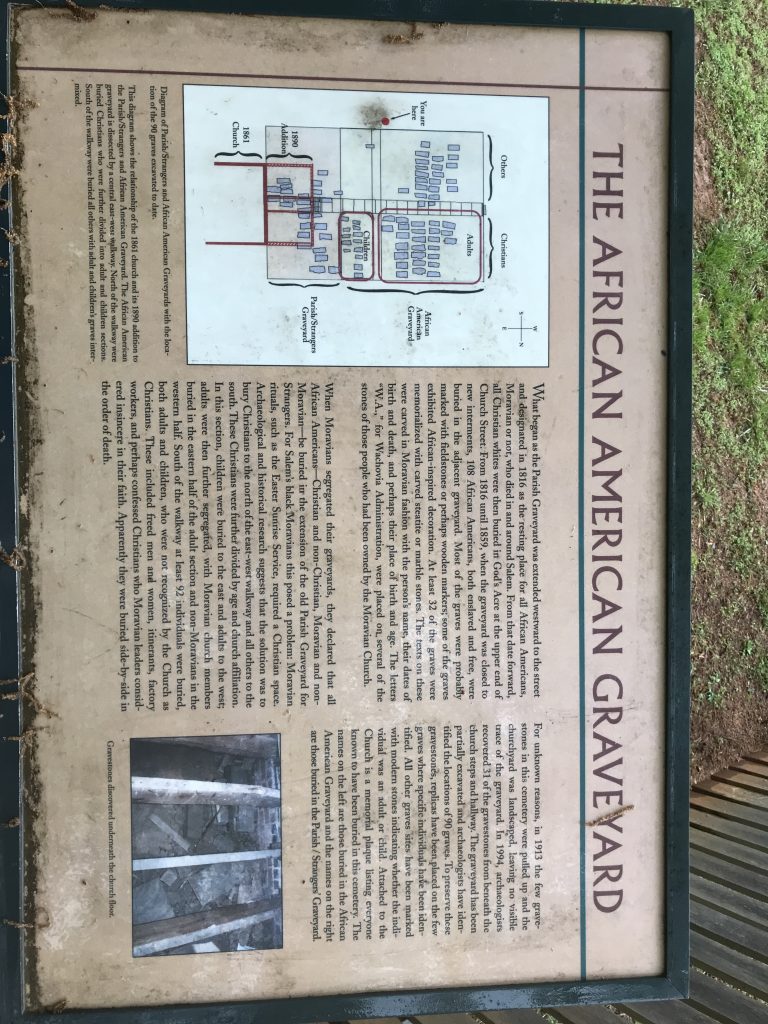 THE AFRICAN AMERICAN GRAVEYARD
Others
Christians
You are
here
Adults
Children
1890
Addition
1861
Church
African
American
Graveyard
Parish/Strangers
Graveyard
W
S
N
E
Diagram of Parish/Strangers and African American Graveyards with the loca-
tion of the 90 graves excavated to date.
This diagram shows the relationship of the 1861 church and its 1890 addition to
the Parish/Strangers and African American Graveyard. The African American
graveyard is dissected by a central east-west walkway. North of the walkway were
buried Christians who were further divided into adult and children sections.
South of the walkway were buried all others with adult and children's graves inter-
mixed.
What began as the Parish Graveyard was extended westward to the street
and designated in 1816 as the resting place for all African Americans,
Moravian or not, who died in and around Salem. From that date forward,
all Christian whites were then buried in God's Acre at the upper end of
Church Street. From 1816 until 1859, when the graveyard was closed to
new interments, 108 African Americans, both enslaved and free, were
buried in the adjacent graveyard. Most of the graves were probably
marked with fieldstones or perhaps wooden markers; some of the graves
exhibited African-inspired decoration. At least 32 of the graves were
memorialized with carved steatite or marble stones. The texts on these
were carved in Moravian fashion with the person's name, their dates of
birth and death, and perhaps their place of birth and age. The letters
"W.A.," for Wachovia Administration, were placed on several of the
stones of those people who had been owned by the Moravian Church.
When Moravians segregated their graveyards, they declared that all
African Americans—Christian and non-Christian, Moravian and non-
Moravian—be buried in the extension of the old Parish Graveyard for
Strangers. For Salem's black Moravians this posed a problem: Moravian
rituals, such as the Easter Sunrise Service, required a Christian space.
Archaeological and historical research suggests that the solution was to
bury Christians to the north of the east-west walkway and all others to the
south. These Christians were further divided by age and church affiliation.
In this section, children were buried to the east and adults to the west;
adults were then further segregated, with Moravian church members
buried in the eastern half of the adult section and non-Moravians in the
western half. South of the walkway at least 92 individuals were buried,
both adults and children, who were not recognized by the Church as
Christians. These included freed men and women, itinerants, factory
workers, and perhaps confessed Christians who Moravian leaders consid-
ered insincere in their faith. Apparently they were buried side-by-side in
the order of death.
For unknown reasons, in 1913 the few grave-
stones in this cemetery were pulled up and the
churchyard was landscaped, leaving no visible
trace of the graveyard. In 1994, archaeologists
recovered 31 of the gravestones from beneath the
church steps and hallway. The graveyard has been
partially excavated and archaeologists have iden-
tified the locations of 90 graves. To preserve these
gravestones, replicas have been placed on the few
graves where specific individuals have been iden-
tified. All other graves sites have been marked
with modern stones indicating whether the indi-
vidual was an adult or child. Attached to the
Church is a memorial plaque listing everyone
known to have been buried in this cemetery. The
names on the left are those buried in the African
American Graveyard and the names on the right
are those buried in the Parish / Strangers' Graveyard.
Gravestones discovered underneath the church floor.